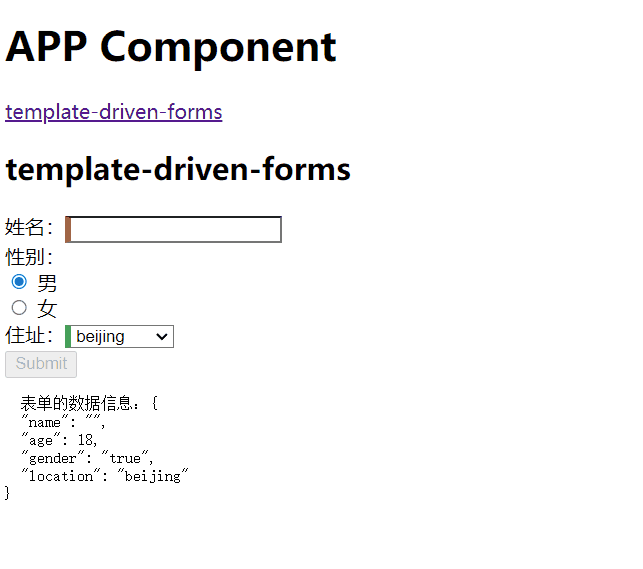 APP Component
template-driven-forms
template-driven-forms
姓名：
性别：
男
女
住址： beijing
Submit
表单的数据信息：{
"name": "",
"age": 18,
"gender": "true",
"location": "beijing"
}